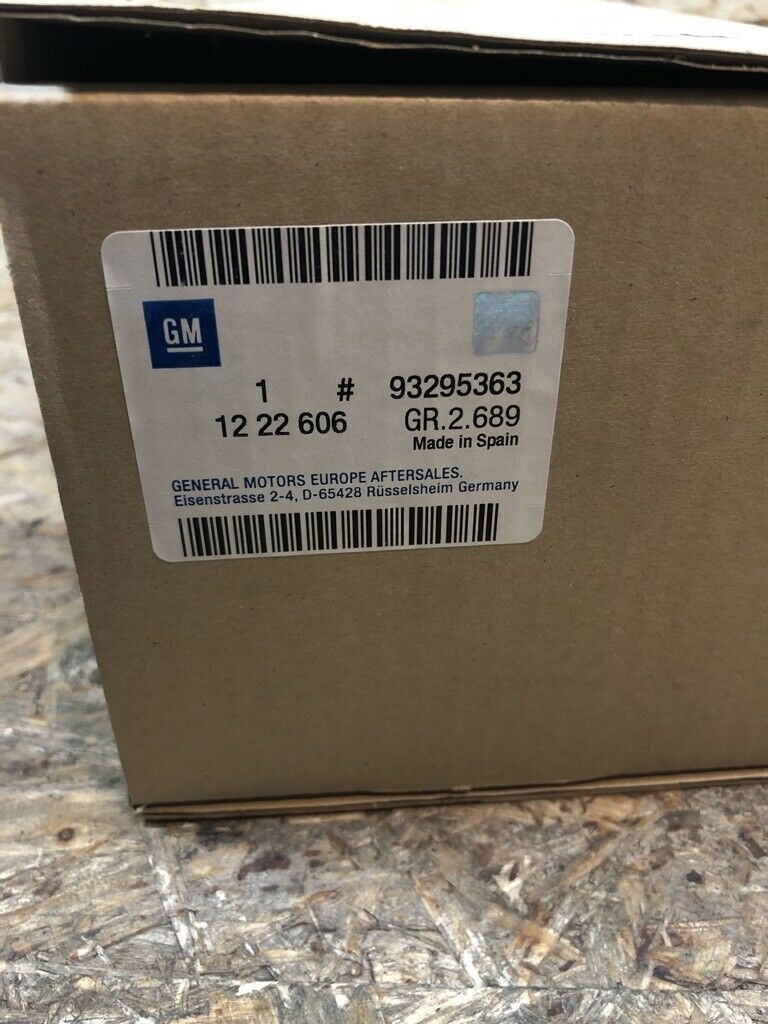 GM
1 # 93295363
12 22 606 GR.2.689
Made in Spain
GENERAL MOTORS EUROPE AFTERSALES.
Eisenstrasse 2-4, D-65428 Rüsselsheim Germany